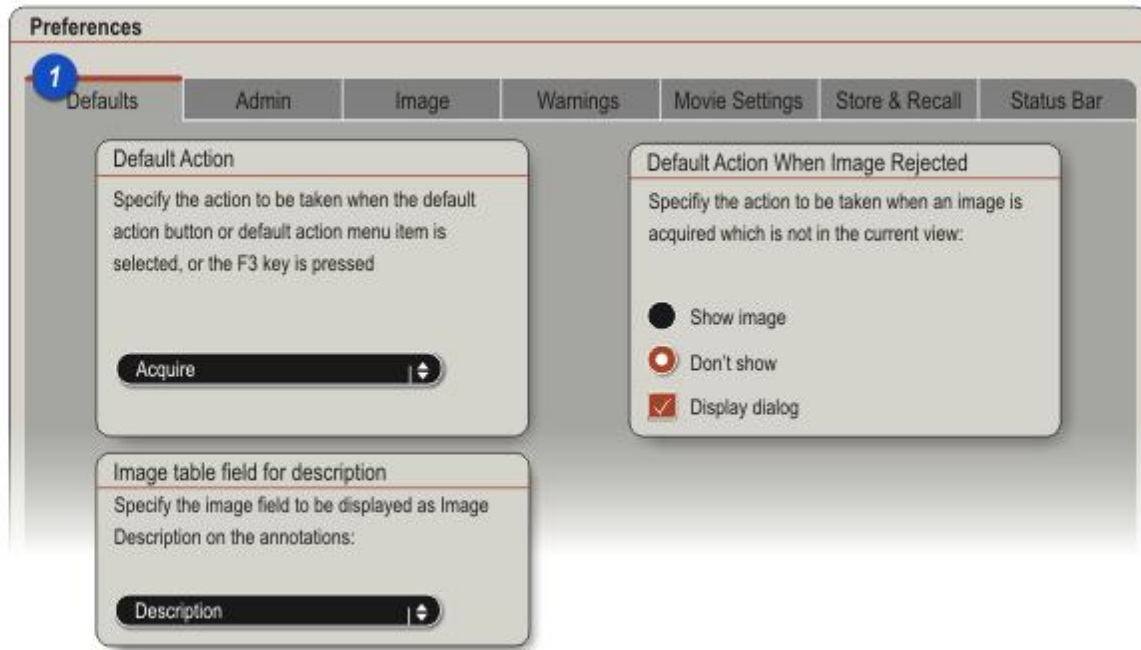 Preferences
1
Defaults Admin Image Warnings Movie Settings Store & Recall Status Bar
Default Action
Specify the action to be taken when the default
action button or default action menu item is
selected, or the F3 key is pressed
Acquire
Default Action When Image Rejected
Specifiy the action to be taken when an image is
acquired which is not in the current view:
Show image
Don't show
Display dialog
Image table field for description
Specify the image field to be displayed as Image
Description on the annotations:
Description